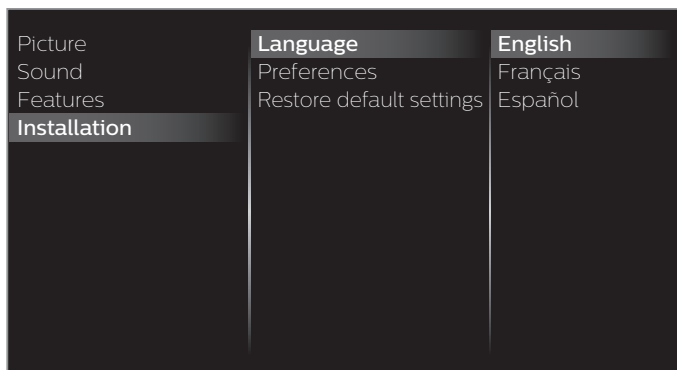 Picture
Sound
Features
Installation
Language
Preferences
Restore default settings
English
Français
Español